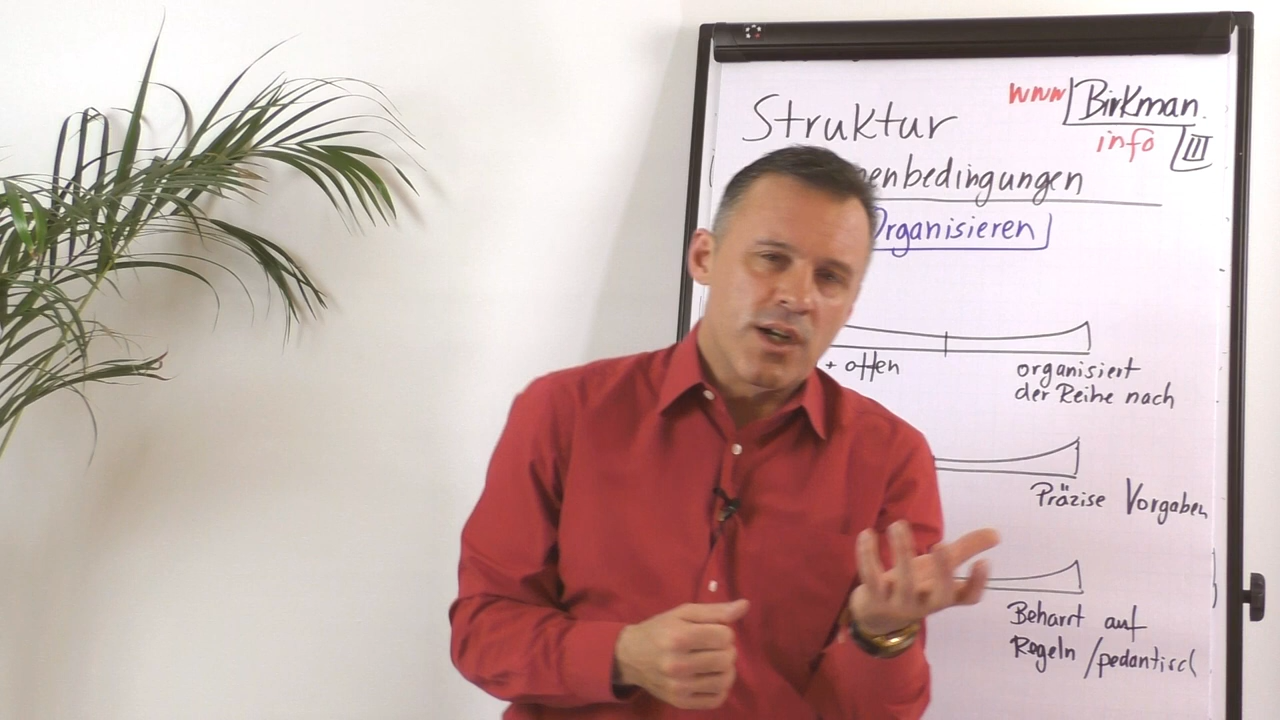 www Birkman.
info III
Struktur
enbedingungen
Organisieren
+ offen
organisiert
der Reihe nach
Präzise Vorgaben
Beharrt auf
Regeln / pedantisch